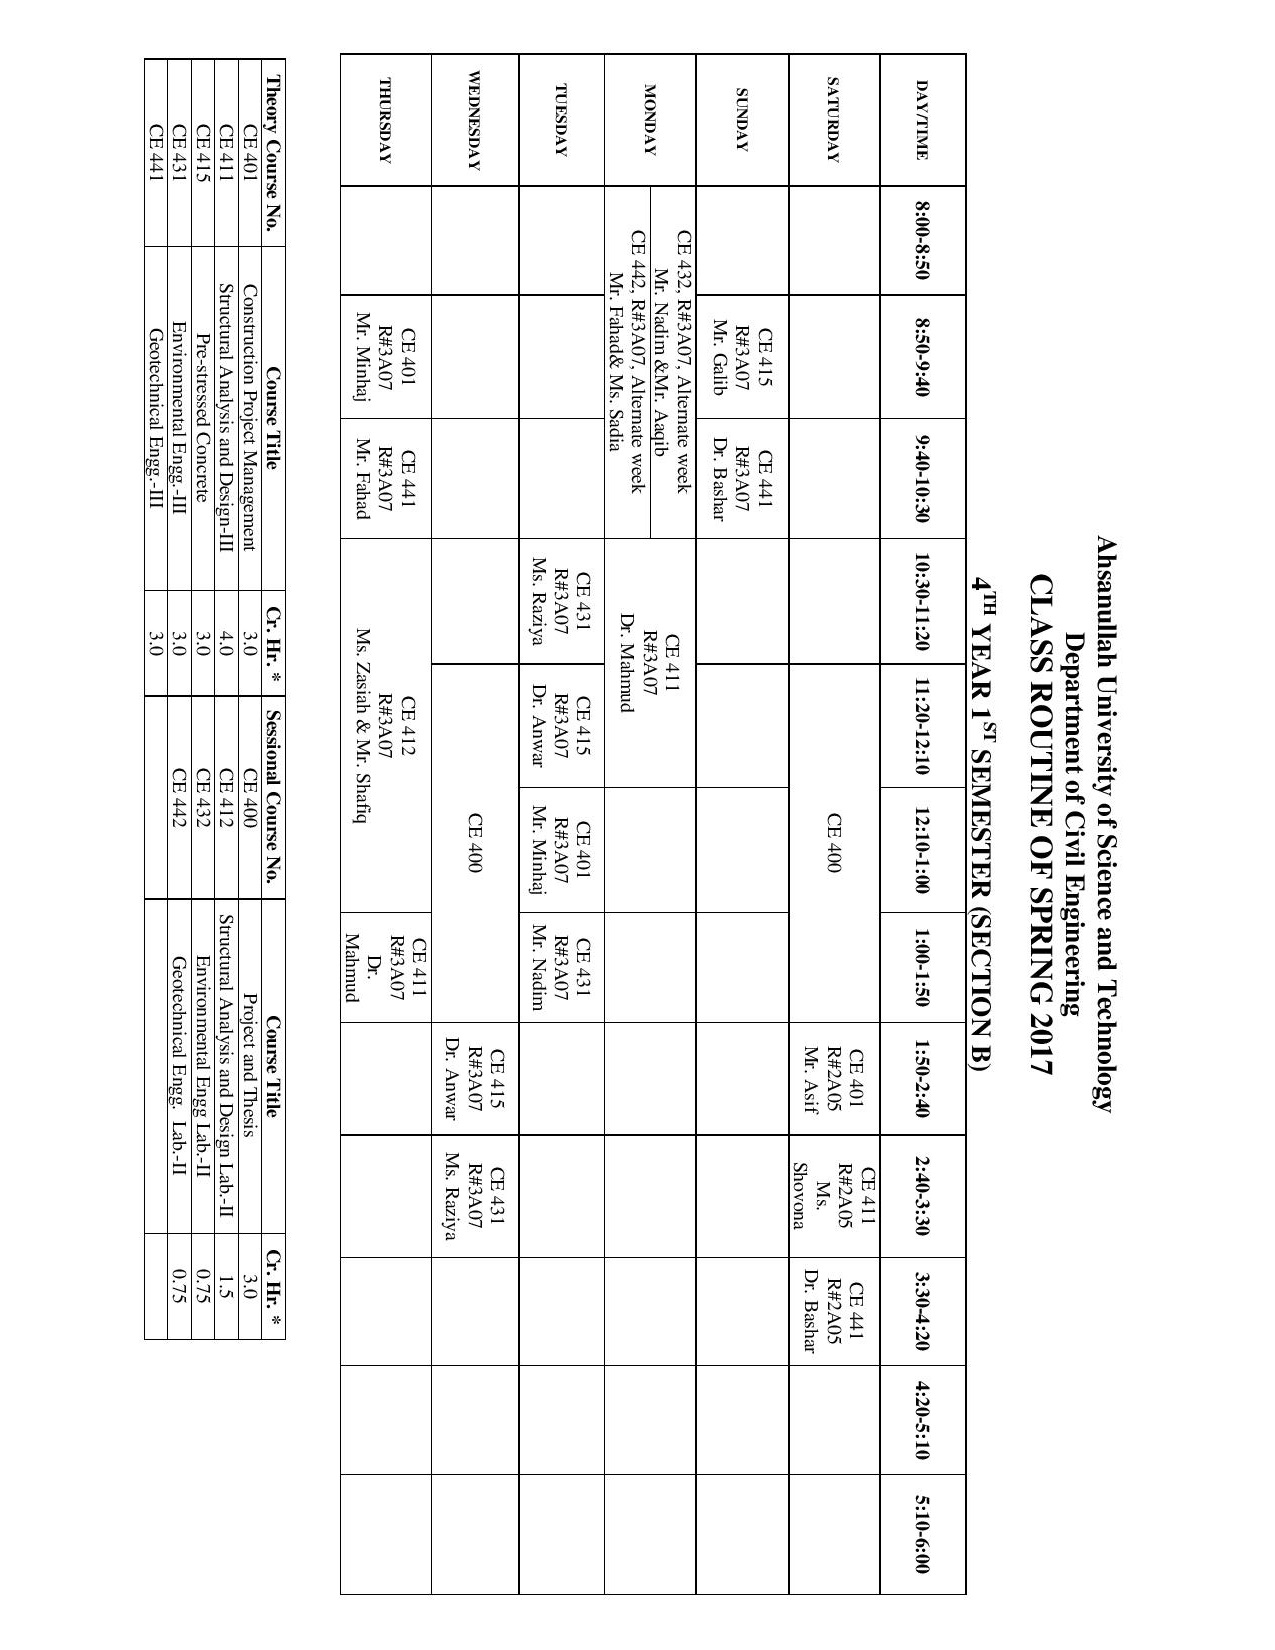 Ahsanullah University of Science and Technology
Department of Civil Engineering
CLASS ROUTINE OF SPRING 2017
4TH YEAR 1ST SEMESTER (SECTION B)
DAY/TIME 8:00-8:50 8:50-9:40 9:40-10:30 10:30-11:20 11:20-12:10 12:10-1:00 1:00-1:50 1:50-2:40 2:40-3:30 3:30-4:20 4:20-5:10 5:10-6:00
SATURDAY
CE 400
CE 401
R#2A05
Mr. Asif
CE 411
R#2A05
Ms.
Shovona
CE 441
R#2A05
Dr. Bashar
SUNDAY
CE 415
R#3A07
Mr. Galib
CE 441
R#3A07
Dr. Bashar
MONDAY
CE 432, R#3A07, Alternate week
Mr. Nadim &Mr. Aaqib
CE 442, R#3A07, Alternate week
Mr. Fahad& Ms. Sadia
CE 411
R#3A07
Dr. Mahmud
TUESDAY
CE 431
R#3A07
Ms. Raziya
CE 415
R#3A07
Dr. Anwar
CE 401
R#3A07
Mr. Minhaj
CE 431
R#3A07
Mr. Nadim
WEDNESDAY
CE 400
CE 415
R#3A07
Dr. Anwar
CE 431
R#3A07
Ms. Raziya
THURSDAY
CE 401
R#3A07
Mr. Minhaj
CE 441
R#3A07
Mr. Fahad
CE 412
R#3A07
Ms. Zasiah & Mr. Shafiq
CE 411
R#3A07
Dr.
Mahmud
Theory Course No. Course Title Cr. Hr. * Sessional Course No. Course Title Cr. Hr. *
CE 401 Construction Project Management 3.0 CE 400 Project and Thesis 3.0
CE 411 Structural Analysis and Design-III 4.0 CE 412 Structural Analysis and Design Lab.-II 1.5
CE 415 Pre-stressed Concrete 3.0 CE 432 Environmental Engg Lab.-II 0.75
CE 431 Environmental Engg.-III 3.0 CE 442 Geotechnical Engg. Lab.-II 0.75
CE 441 Geotechnical Engg.-III 3.0